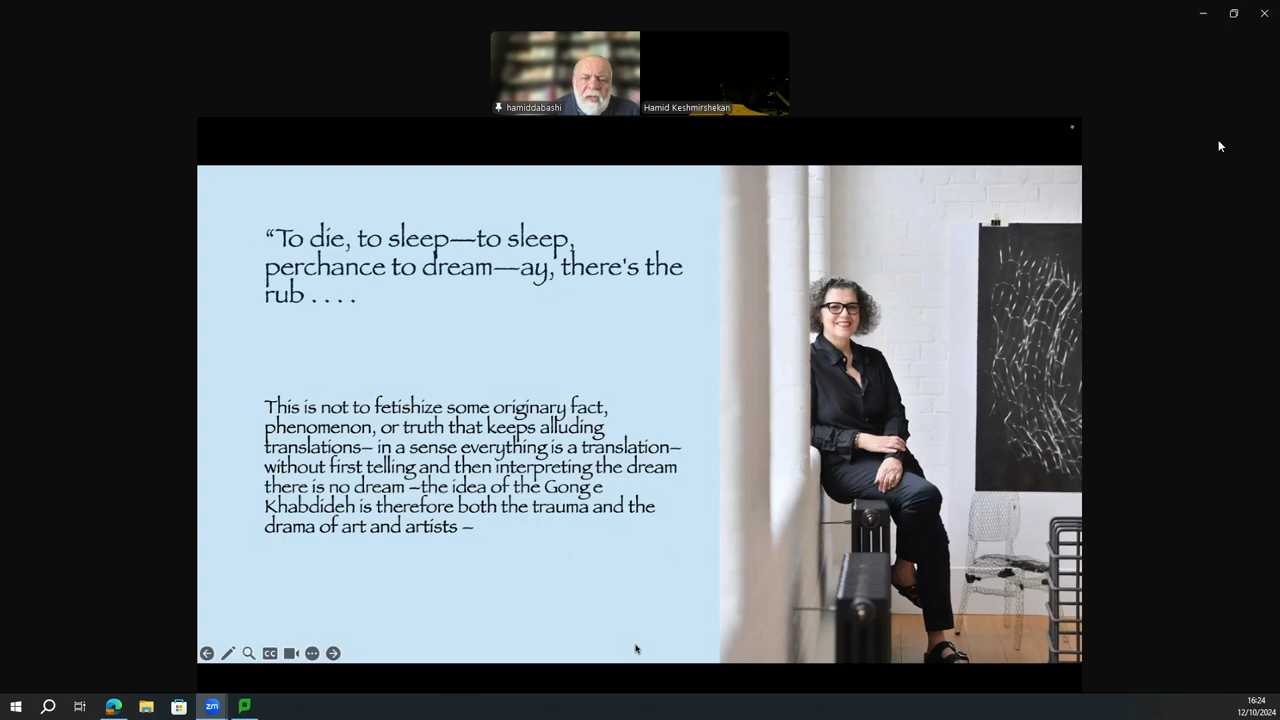 hamiddabashi
Hamid Keshmirshekan
“To die, to sleep—to sleep,
perchance to dream—ay, there's the
rub . . . .
This is not to fetishize some originary fact,
phenomenon, or truth that keeps alluding
translations– in a sense everything is a translation–
without first telling and then interpreting the dream
there is no dream –the idea of the Gong e
Khabdideh is therefore both the trauma and the
drama of art and artists –
CC
zm
16:24
12/10/2024